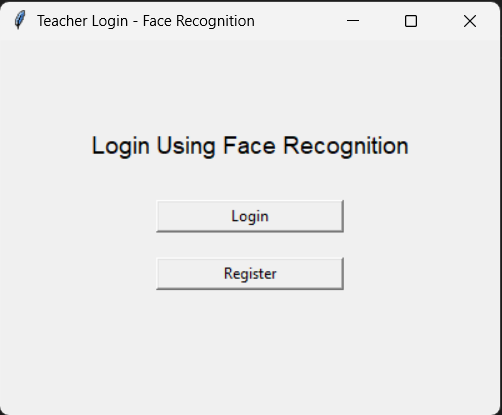 Teacher Login - Face Recognition
Login Using Face Recognition
Login
Register